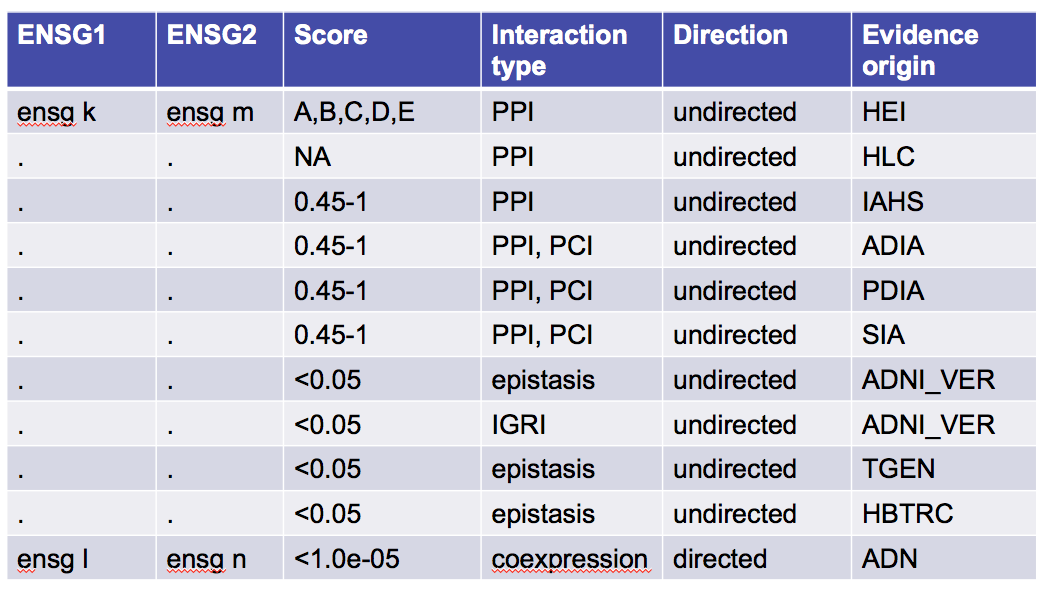 ENSG1 ENSG2 Score Interaction type Direction Evidence origin
ensg k ensg m A,B,C,D,E PPI undirected HEI
. . NA PPI undirected HLC
. . 0.45-1 PPI undirected IAHS
. . 0.45-1 PPI, PCI undirected ADIA
. . 0.45-1 PPI, PCI undirected PDIA
. . 0.45-1 PPI, PCI undirected SIA
. . <0.05 epistasis undirected ADNI_VER
. . <0.05 IGRI undirected ADNI_VER
. . <0.05 epistasis undirected TGEN
. . <0.05 epistasis undirected HBTRC
ensg l ensg n <1.0e-05 coexpression directed ADN